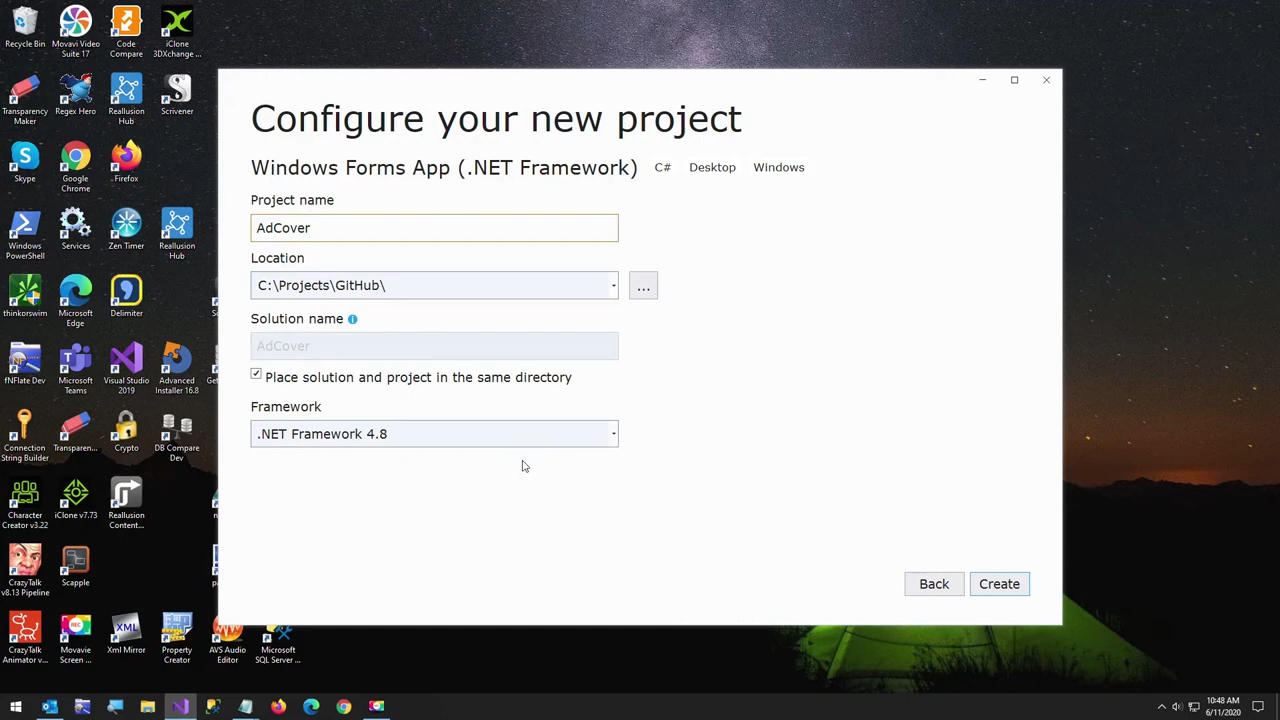 Recycle Bin
Movavi Video
Suite 17
Code
Compare
iClone
3DXchange ...
Transparency
Maker
Regex Hero
Reallusion
Hub
Scrivener
Skype
Google
Chrome
Firefox
Windows
PowerShell
Services
Zen Timer
Reallusion
Hub
thinkorswim
Microsoft
Edge
Delimiter
fNFlate Dev
Microsoft
Teams
Visual Studio
2019
Advanced
Installer 16.8
Connection
String Builder
Transparen...
Crypto
DB Compare
Dev
Character
Creator v3.22
iClone v7.73
Reallusion
Content...
CrazyTalk
v8.13 Pipeline
Scapple
CrazyTalk
Animator v...
REC
Movavie
Screen ...
XML
Xml Mirror
Property
Creator
AVS Audio
Editor
Microsoft
SQL Server ...
Configure your new project
Windows Forms App (.NET Framework) C# Desktop Windows
Project name
AdCover
Location
C:\Projects\GitHub\
...
Solution name
AdCover
Place solution and project in the same directory
Framework
.NET Framework 4.8
Back Create
10:48 AM
6/11/2020